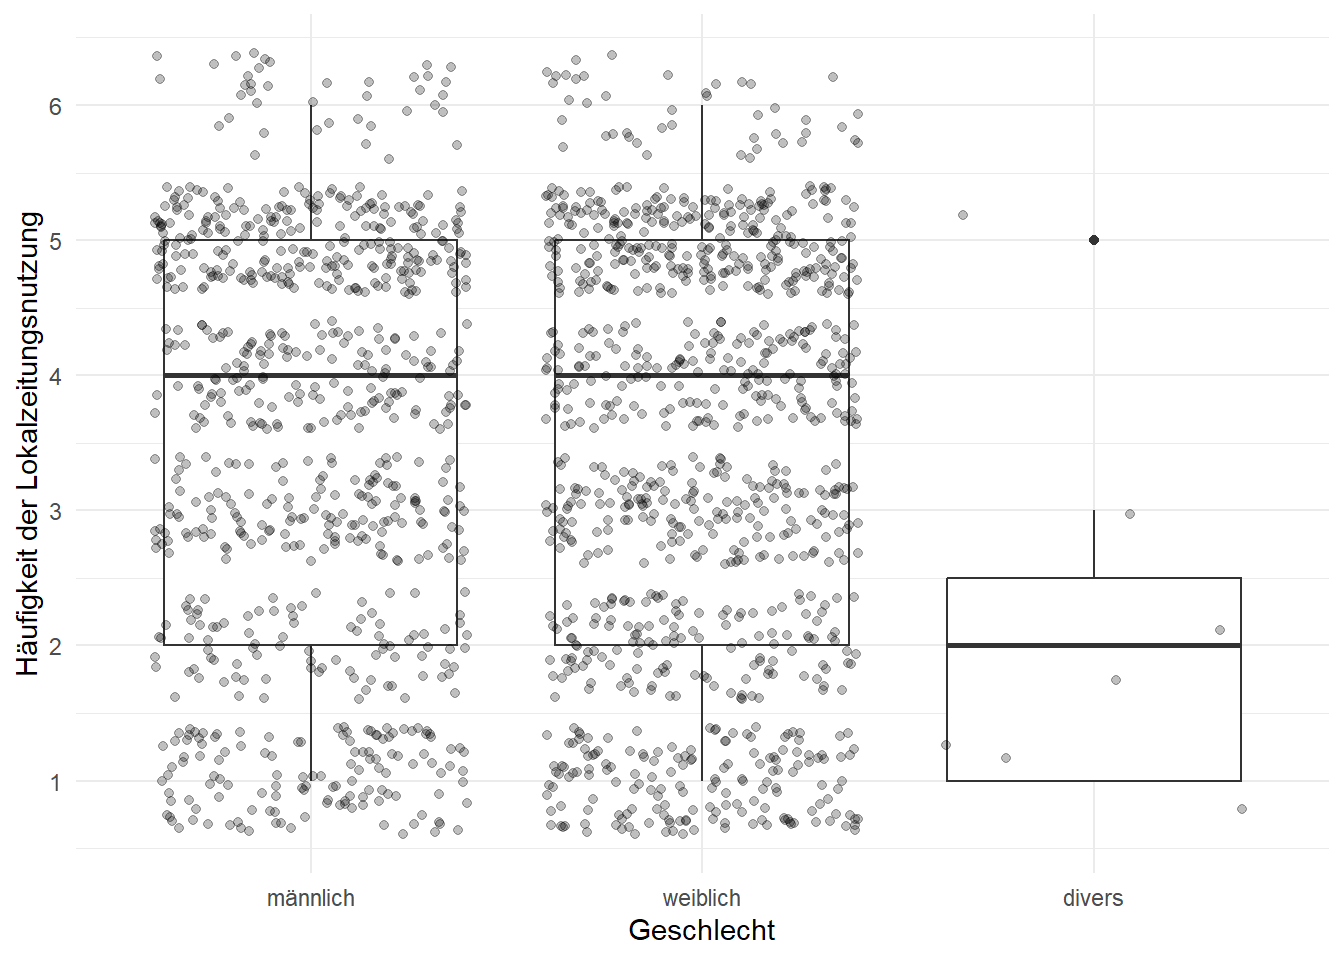 Häufigkeit der Lokalzeitungsnutzung
6
5
4
3
2
1
männlich
weiblich
divers
Geschlecht